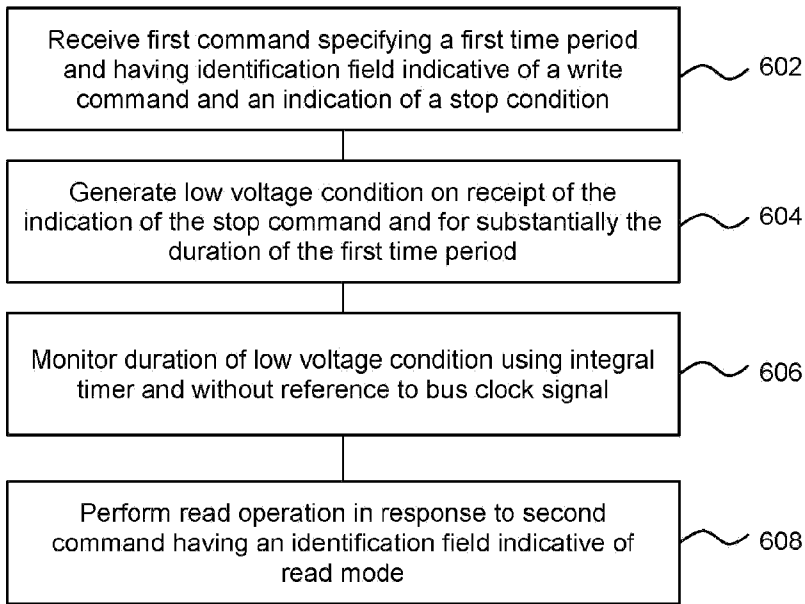 Receive first command specifying a first time period
and having identification field indicative of a write
command and an indication of a stop condition
602
Generate low voltage condition on receipt of the
indication of the stop command and for substantially the
duration of the first time period
604
Monitor duration of low voltage condition using integral
timer and without reference to bus clock signal
606
Perform read operation in response to second
command having an identification field indicative of
read mode
608